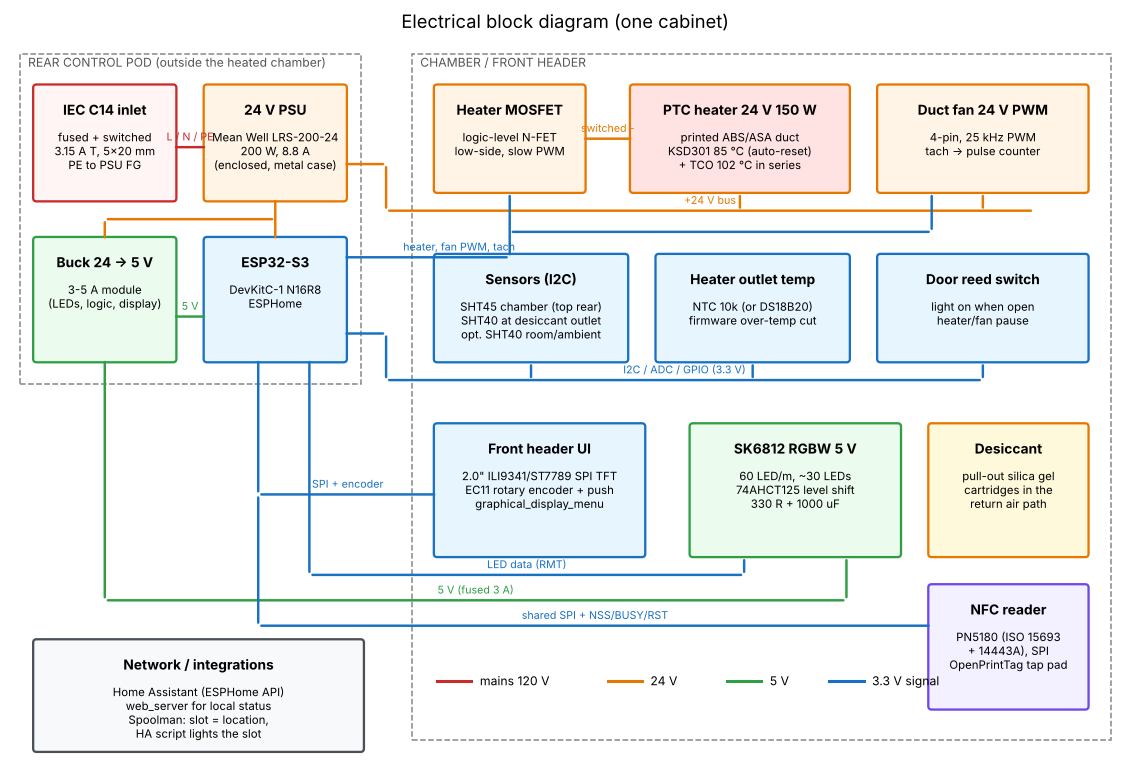 Electrical block diagram (one cabinet)
REAR CONTROL POD (outside the heated chamber)
IEC C14 inlet
fused + switched
3.15 A T, 5×20 mm
PE to PSU FG
L / N / PE
24 V PSU
Mean Well LRS-200-24
200 W, 8.8 A
(enclosed, metal case)
Buck 24 → 5 V
3-5 A module
(LEDs, logic, display)
5 V
ESP32-S3
DevKitC-1 N16R8
ESPHome
CHAMBER / FRONT HEADER
Heater MOSFET
logic-level N-FET
low-side, slow PWM
switched -
PTC heater 24 V 150 W
printed ABS/ASA duct
KSD301 85 °C (auto-reset)
+ TCO 102 °C in series
Duct fan 24 V PWM
4-pin, 25 kHz PWM
tach → pulse counter
+24 V bus
heater, fan PWM, tach
Sensors (I2C)
SHT45 chamber (top rear)
SHT40 at desiccant outlet
opt. SHT40 room/ambient
Heater outlet temp
NTC 10k (or DS18B20)
firmware over-temp cut
Door reed switch
light on when open
heater/fan pause
I2C / ADC / GPIO (3.3 V)
Front header UI
2.0" ILI9341/ST7789 SPI TFT
EC11 rotary encoder + push
graphical_display_menu
SPI + encoder
SK6812 RGBW 5 V
60 LED/m, ~30 LEDs
74AHCT125 level shift
330 R + 1000 uF
Desiccant
pull-out silica gel
cartridges in the
return air path
LED data (RMT)
5 V (fused 3 A)
shared SPI + NSS/BUSY/RST
NFC reader
PN5180 (ISO 15693
+ 14443A), SPI
OpenPrintTag tap pad
Network / integrations
Home Assistant (ESPHome API)
web_server for local status
Spoolman: slot = location,
HA script lights the slot
mains 120 V
24 V
5 V
3.3 V signal